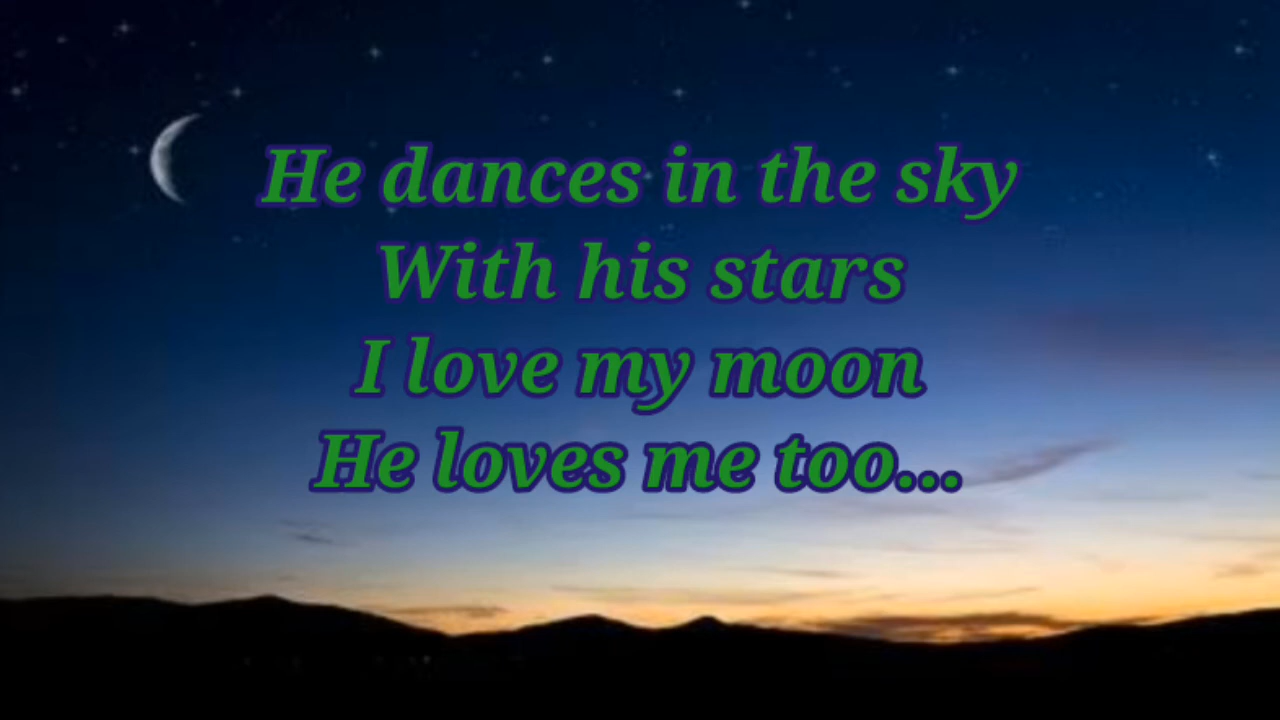 He dances in the sky
With his stars
I love my moon
He loves me too...